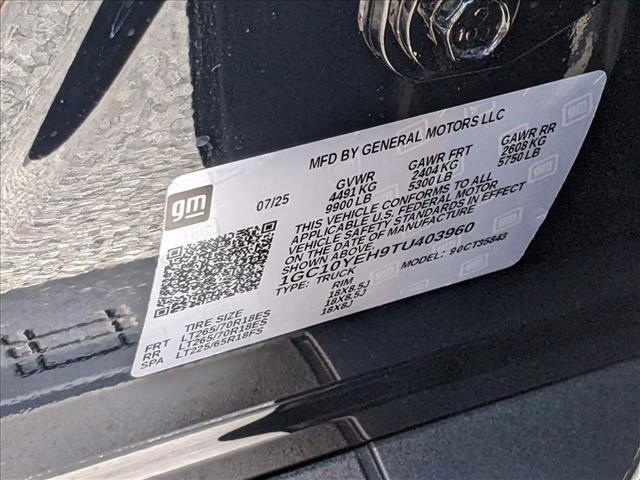 MFD BY GENERAL MOTORS LLC
gm
07/25 GVWR GAWR FRT GAWR RR
4491 KG 2404 KG 2608 KG
9900 LB 5300 LB 5750 LB
THIS VEHICLE CONFORMS TO ALL
APPLICABLE U.S. FEDERAL MOTOR
VEHICLE SAFETY STANDARDS IN EFFECT
ON THE DATE OF MANUFACTURE
SHOWN ABOVE.
1GC10YEH9TU403960
TYPE: TRUCK MODEL: 90CT35843
TIRE SIZE RIM
FRT LT265/70R18ES 18X8.5J
RR LT265/70R18ES 18X8.5J
SPA LT225/65R18FS 18X8J